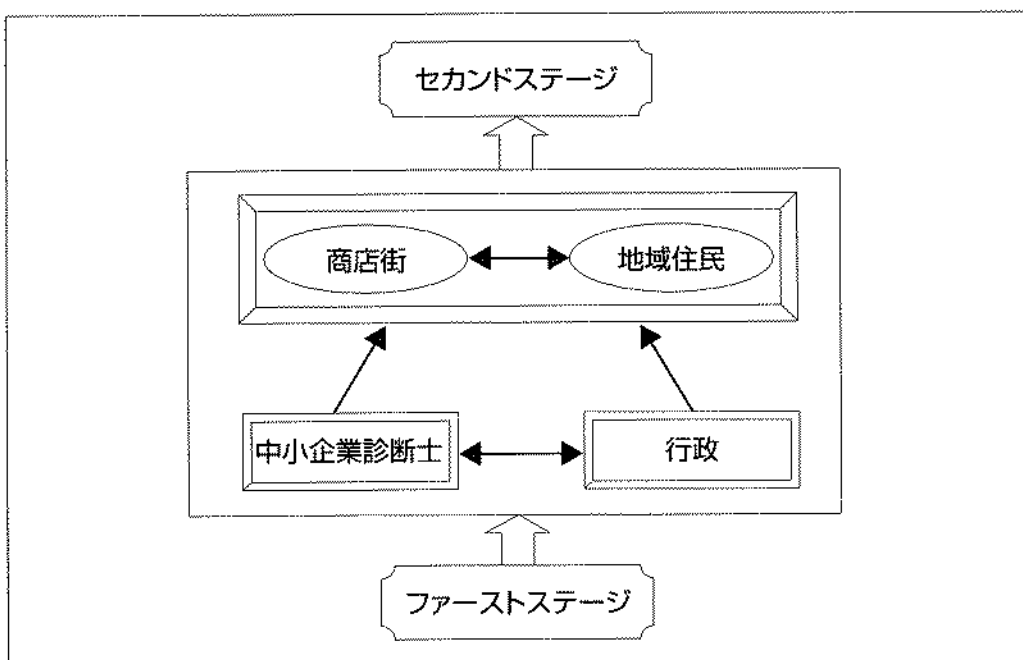 セカンドステージ
商店街
地域住民
中小企業診断士
行政
ファーストステージ